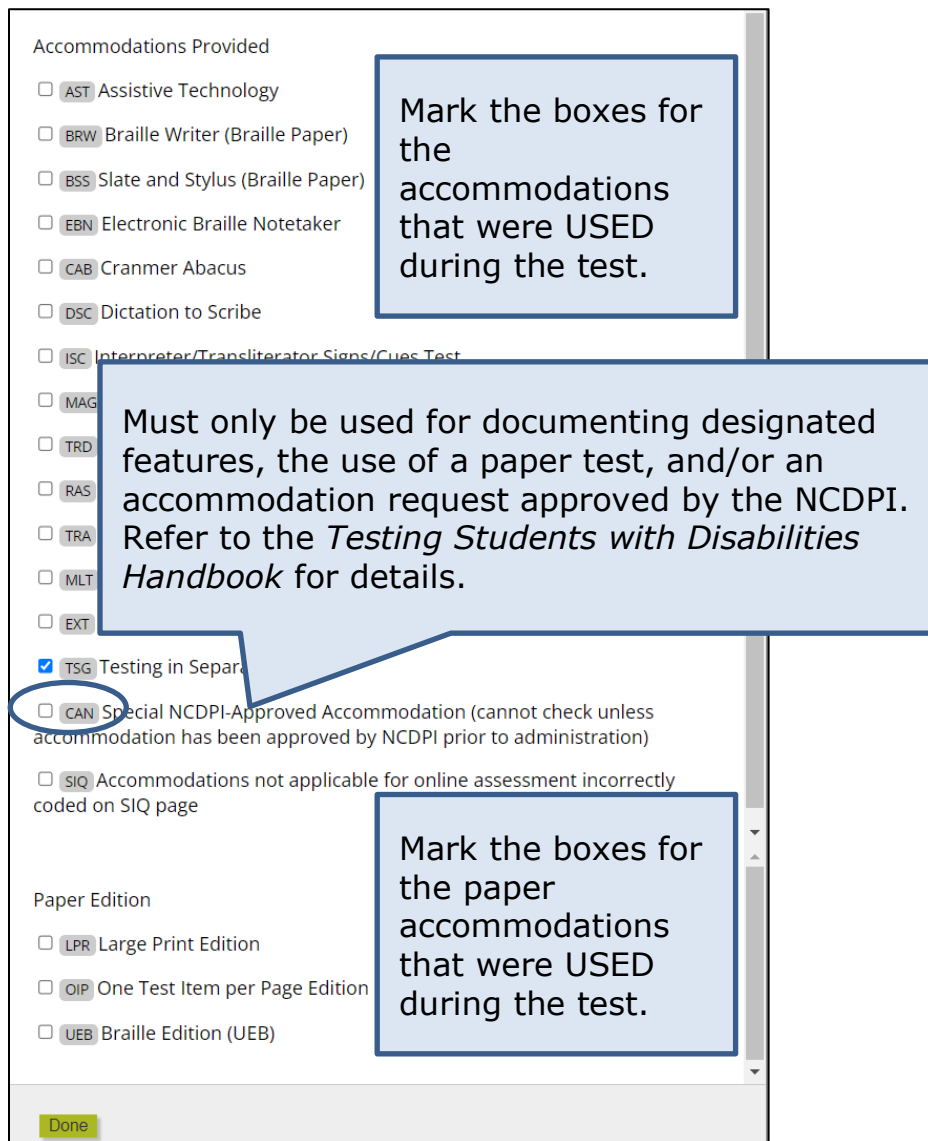 Accommodations Provided
AST Assistive Technology
BRW Braille Writer (Braille Paper)
BSS Slate and Stylus (Braille Paper)
EBN Electronic Braille Notetaker
CAB Cranmer Abacus
DSC Dictation to Scribe
ISC Interpreter/Transliterator Signs/Cues Test
MAG
TRD
RAS
TRA
MLT
EXT
TSG Testing in Separa
CAN Special NCDPI-Approved Accommodation (cannot check unless
accommodation has been approved by NCDPI prior to administration)
SIQ Accommodations not applicable for online assessment incorrectly
coded on SIQ page
Mark the boxes for
the
accommodations
that were USED
during the test.
Must only be used for documenting designated
features, the use of a paper test, and/or an
accommodation request approved by the NCDPI.
Refer to the Testing Students with Disabilities
Handbook for details.
Paper Edition
LPR Large Print Edition
OIP One Test Item per Page Edition
UEB Braille Edition (UEB)
Mark the boxes for
the paper
accommodations
that were USED
during the test.
Done